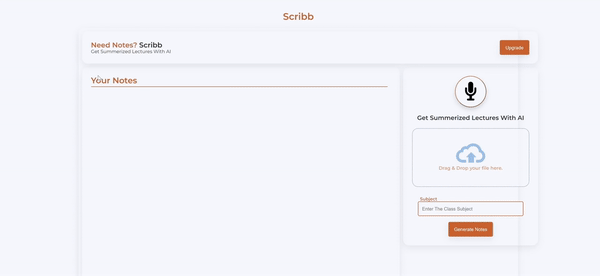 Scribb
Need Notes? Scribb
Get Summerized Lectures With AI
Upgrade
Your Notes
Get Summerized Lectures With AI
Drag & Drop your file here
Subject
Enter The Class Subject
Generate Notes